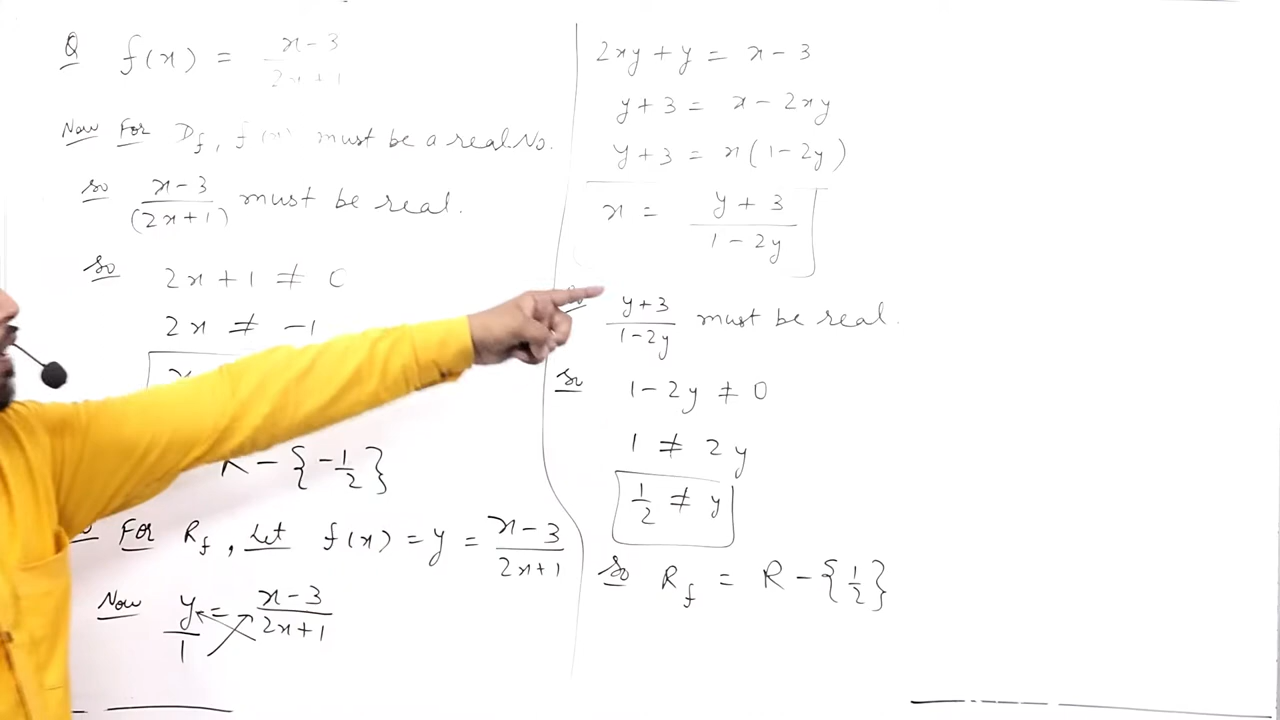 Q f(x) = x-3/2x+1
Now For Df, f(x) must be a real No.
so x-3/(2x+1) must be real.
so 2x+1 ≠ 0
2x ≠ -1
x
R - {-1/2}
For Rf, Let f(x) = y = x-3/2x+1
Now y/1 = x-3/2x+1
2xy + y = x - 3
y+3 = x - 2xy
y+3 = x(1-2y)
x = y+3/1-2y
y+3/1-2y must be real.
So 1-2y ≠ 0
1 ≠ 2y
1/2 ≠ y
So Rf = R - {1/2}